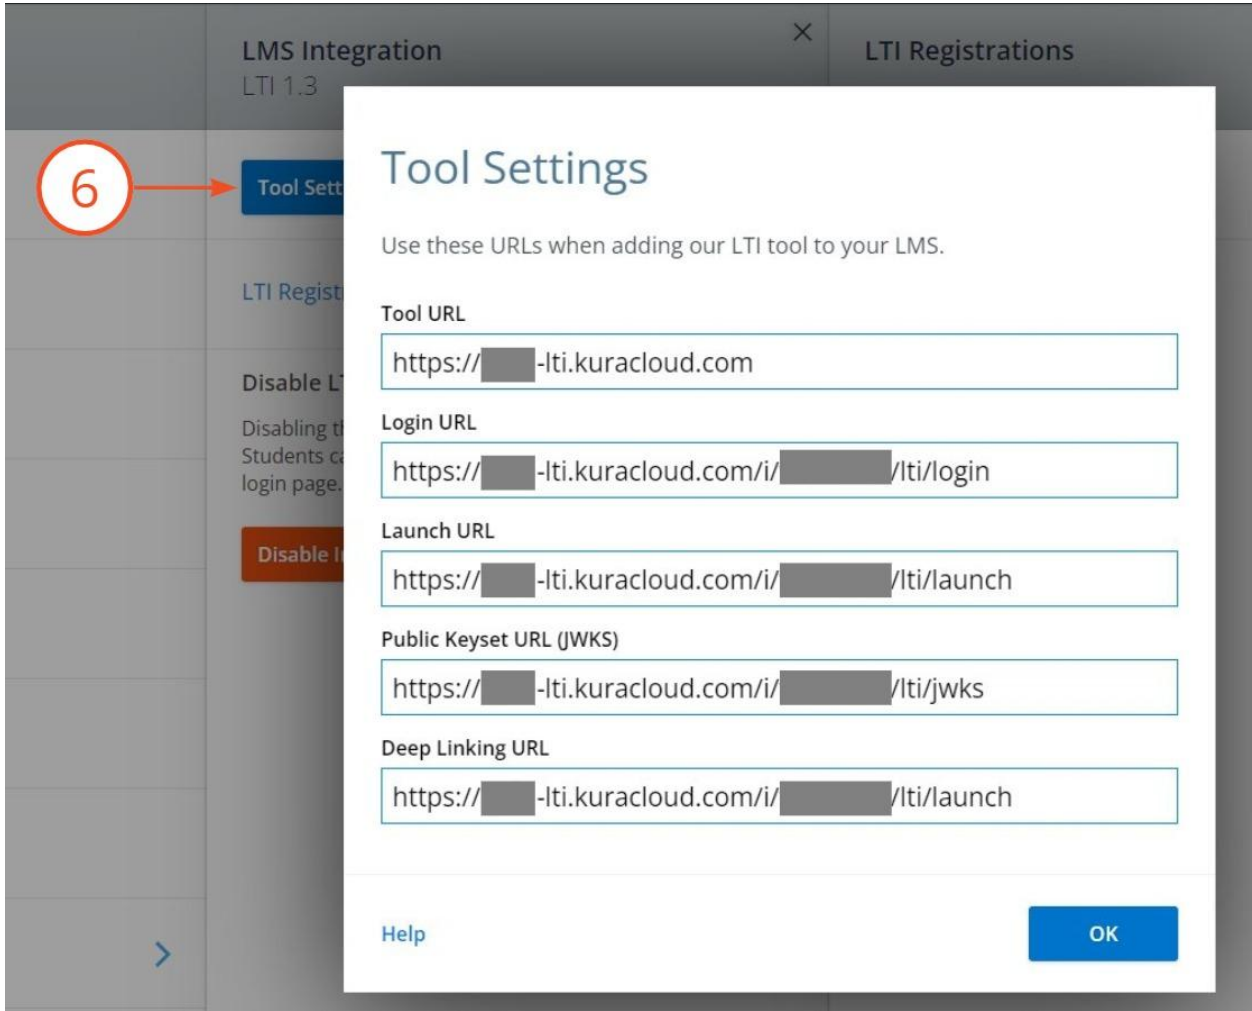 LMS Integration
LTI 1.3
LTI Registrations
6
Tool Sett
LTI Regist
Disable
Disabling
Students
login page.
Disable
Tool Settings
Use these URLs when adding our LTI tool to your LMS.
Tool URL
https:// -lti.kuracloud.com
Login URL
https:// -lti.kuracloud.com/i/ /lti/login
Launch URL
https:// -lti.kuracloud.com/i/ /lti/launch
Public Keyset URL (JWKS)
https:// -lti.kuracloud.com/i/ /lti/jwks
Deep Linking URL
https:// -lti.kuracloud.com/i/ /lti/launch
Help
OK